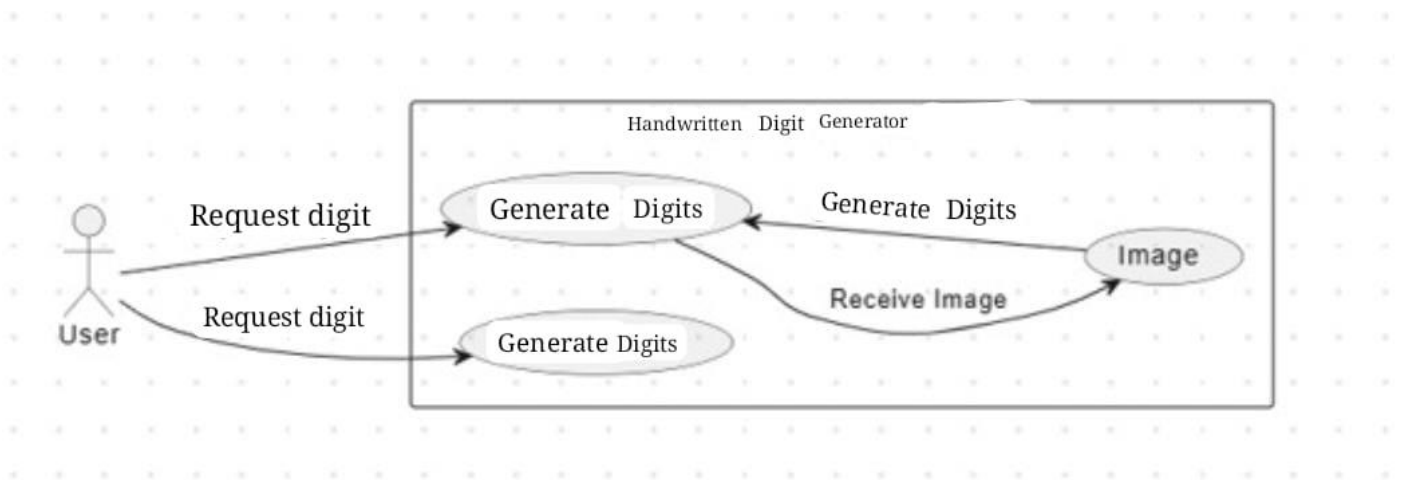 Handwritten Digit Generator
Request digit
Generate Digits
Generate Digits
Image
Receive Image
Request digit
User
Generate Digits